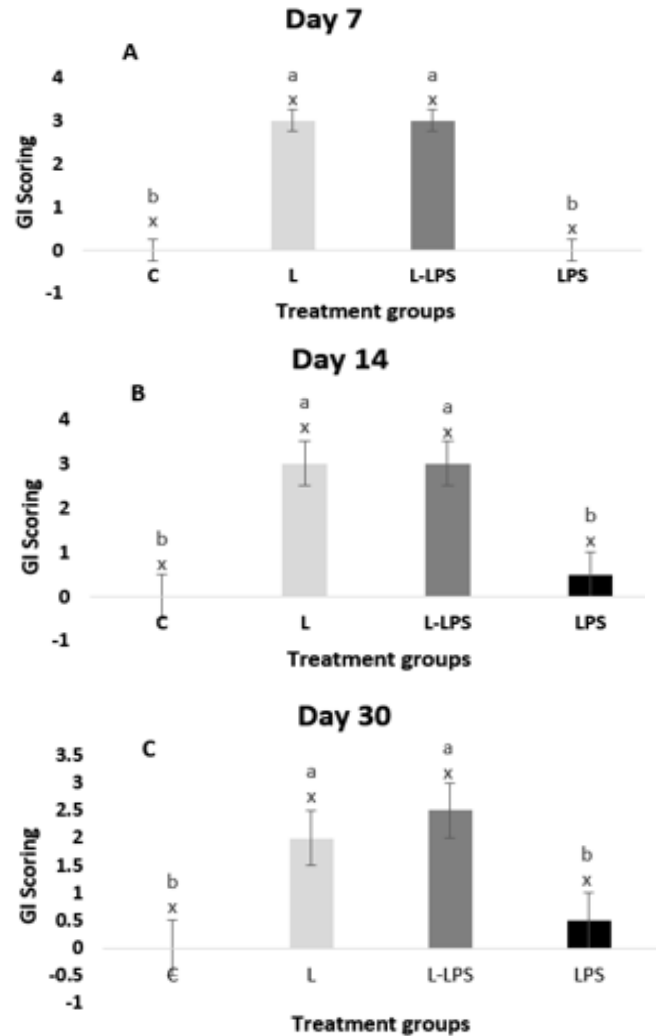 Day 7
A
GI Scoring
4
3
2
1
0
-1
b
x
a
x
a
x
b
x
C L L-LPS LPS
Treatment groups
Day 14
B
GI Scoring
4
3
2
1
0
-1
b
x
a
x
a
x
b
x
C L L-LPS LPS
Treatment groups
Day 30
C
GI Scoring
3.5
3
2.5
2
1.5
1
0.5
0
-0.5
-1
b
x
a
x
a
x
b
x
C L L-LPS LPS
Treatment groups